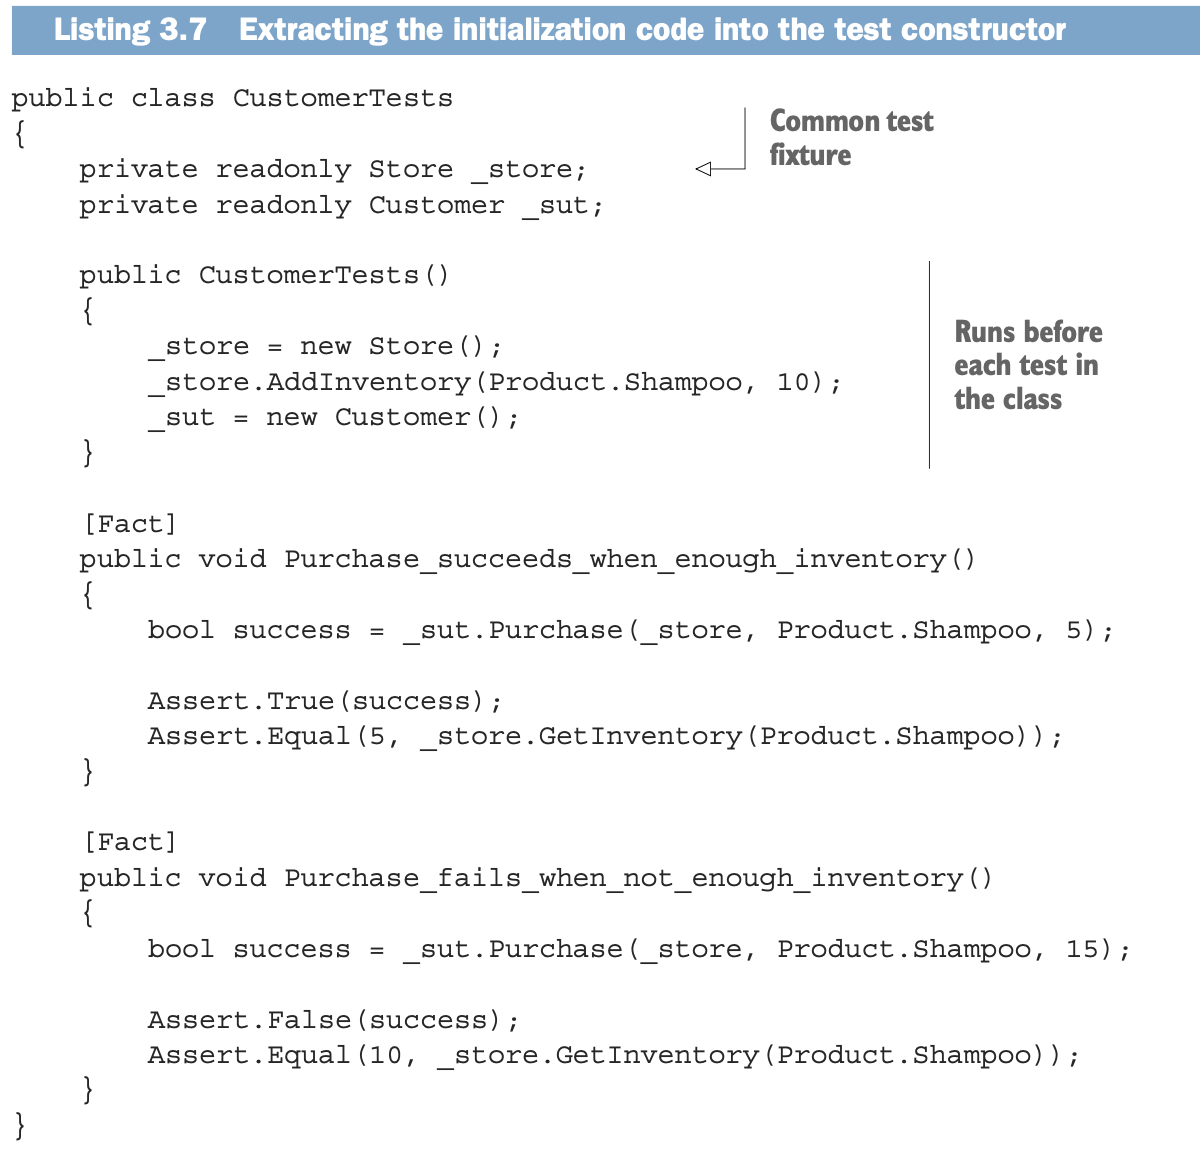 Listing 3.7 Extracting the initialization code into the test constructor
public class CustomerTests
{
    private readonly Store _store;
    private readonly Customer _sut;
Common test
fixture

    public CustomerTests()
    {
        _store = new Store();
        _store.AddInventory(Product.Shampoo, 10);
        _sut = new Customer();
    }
Runs before
each test in
the class

    [Fact]
    public void Purchase_succeeds_when_enough_inventory()
    {
        bool success = _sut.Purchase(_store, Product.Shampoo, 5);

        Assert.True(success);
        Assert.Equal(5, _store.GetInventory(Product.Shampoo));
    }

    [Fact]
    public void Purchase_fails_when_not_enough_inventory()
    {
        bool success = _sut.Purchase(_store, Product.Shampoo, 15);

        Assert.False(success);
        Assert.Equal(10, _store.GetInventory(Product.Shampoo));
    }
}